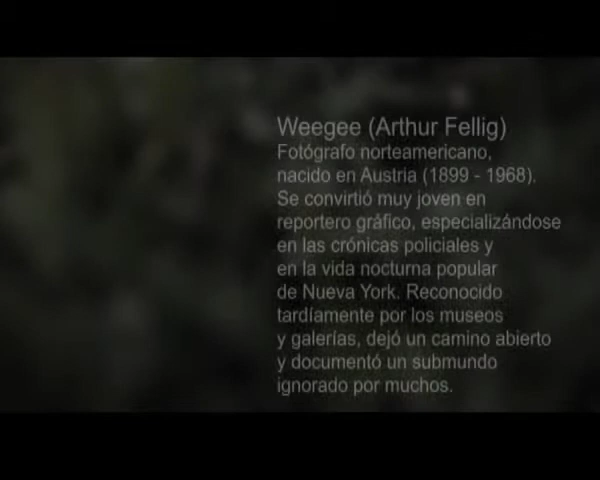 Weegee (Arthur Fellig)
Fotógrafo norteamericano,
nacido en Austria (1899 - 1968).
Se convirtió muy joven en
reportero gráfico, especializándose
en las crónicas policiales y
en la vida nocturna popular
de Nueva York. Reconocido
tardíamente por los museos
y galerías, dejó un camino abierto
y documentó un submundo
ignorado por muchos.